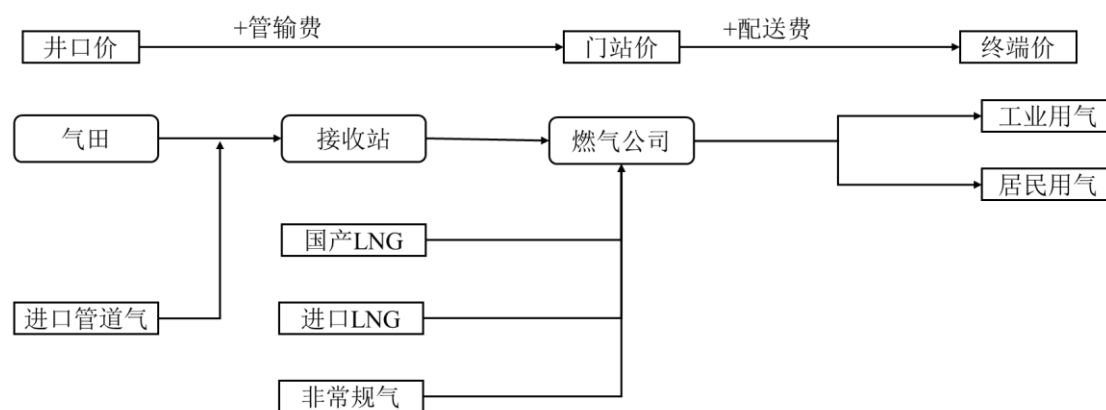 井口价
+管输费
门站价
+配送费
终端价
气田
接收站
燃气公司
工业用气
居民用气
国产LNG
进口管道气
进口LNG
非常规气